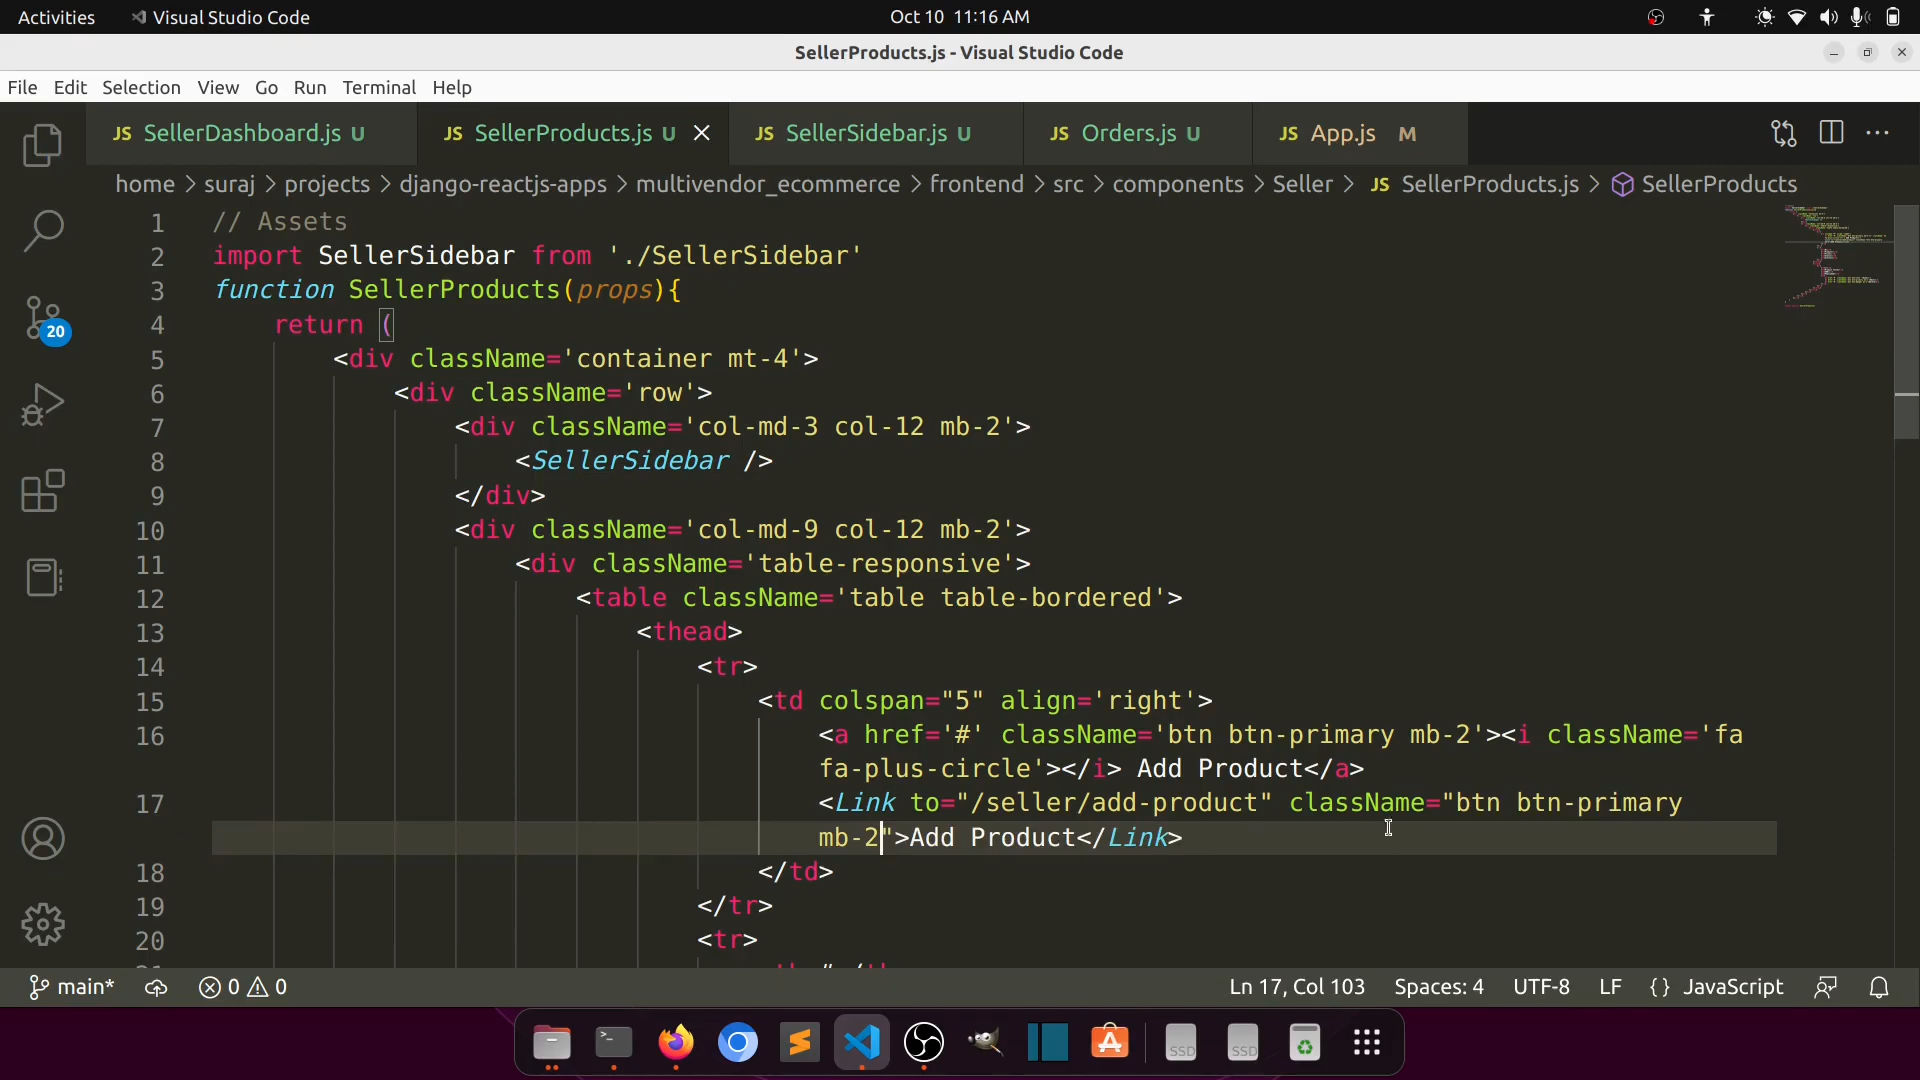 Activities Visual Studio Code Oct 10 11:16 AM
SellerProducts.js - Visual Studio Code
File Edit Selection View Go Run Terminal Help
JS SellerDashboard.js U JS SellerProducts.js U JS SellerSidebar.js U JS Orders.js U JS App.js M
home > suraj > projects > django-reactjs-apps > multivendor_ecommerce > frontend > src > components > Seller > JS SellerProducts.js > SellerProducts
1 // Assets
2 import SellerSidebar from './SellerSidebar'
3 function SellerProducts(props){
4 return (
5 <div className='container mt-4'>
6 <div className='row'>
7 <div className='col-md-3 col-12 mb-2'>
8 <SellerSidebar />
9 </div>
10 <div className='col-md-9 col-12 mb-2'>
11 <div className='table-responsive'>
12 <table className='table table-bordered'>
13 <thead>
14 <tr>
15 <td colspan="5" align='right'>
16 <a href='#' className='btn btn-primary mb-2'><i className='fa
fa-plus-circle'></i> Add Product</a>
17 <Link to="/seller/add-product" className="btn btn-primary
mb-2">Add Product</Link>
18 </td>
19 </tr>
20 <tr>
20
main* 0 0 Ln 17, Col 103 Spaces: 4 UTF-8 LF {} JavaScript
SSD SSD